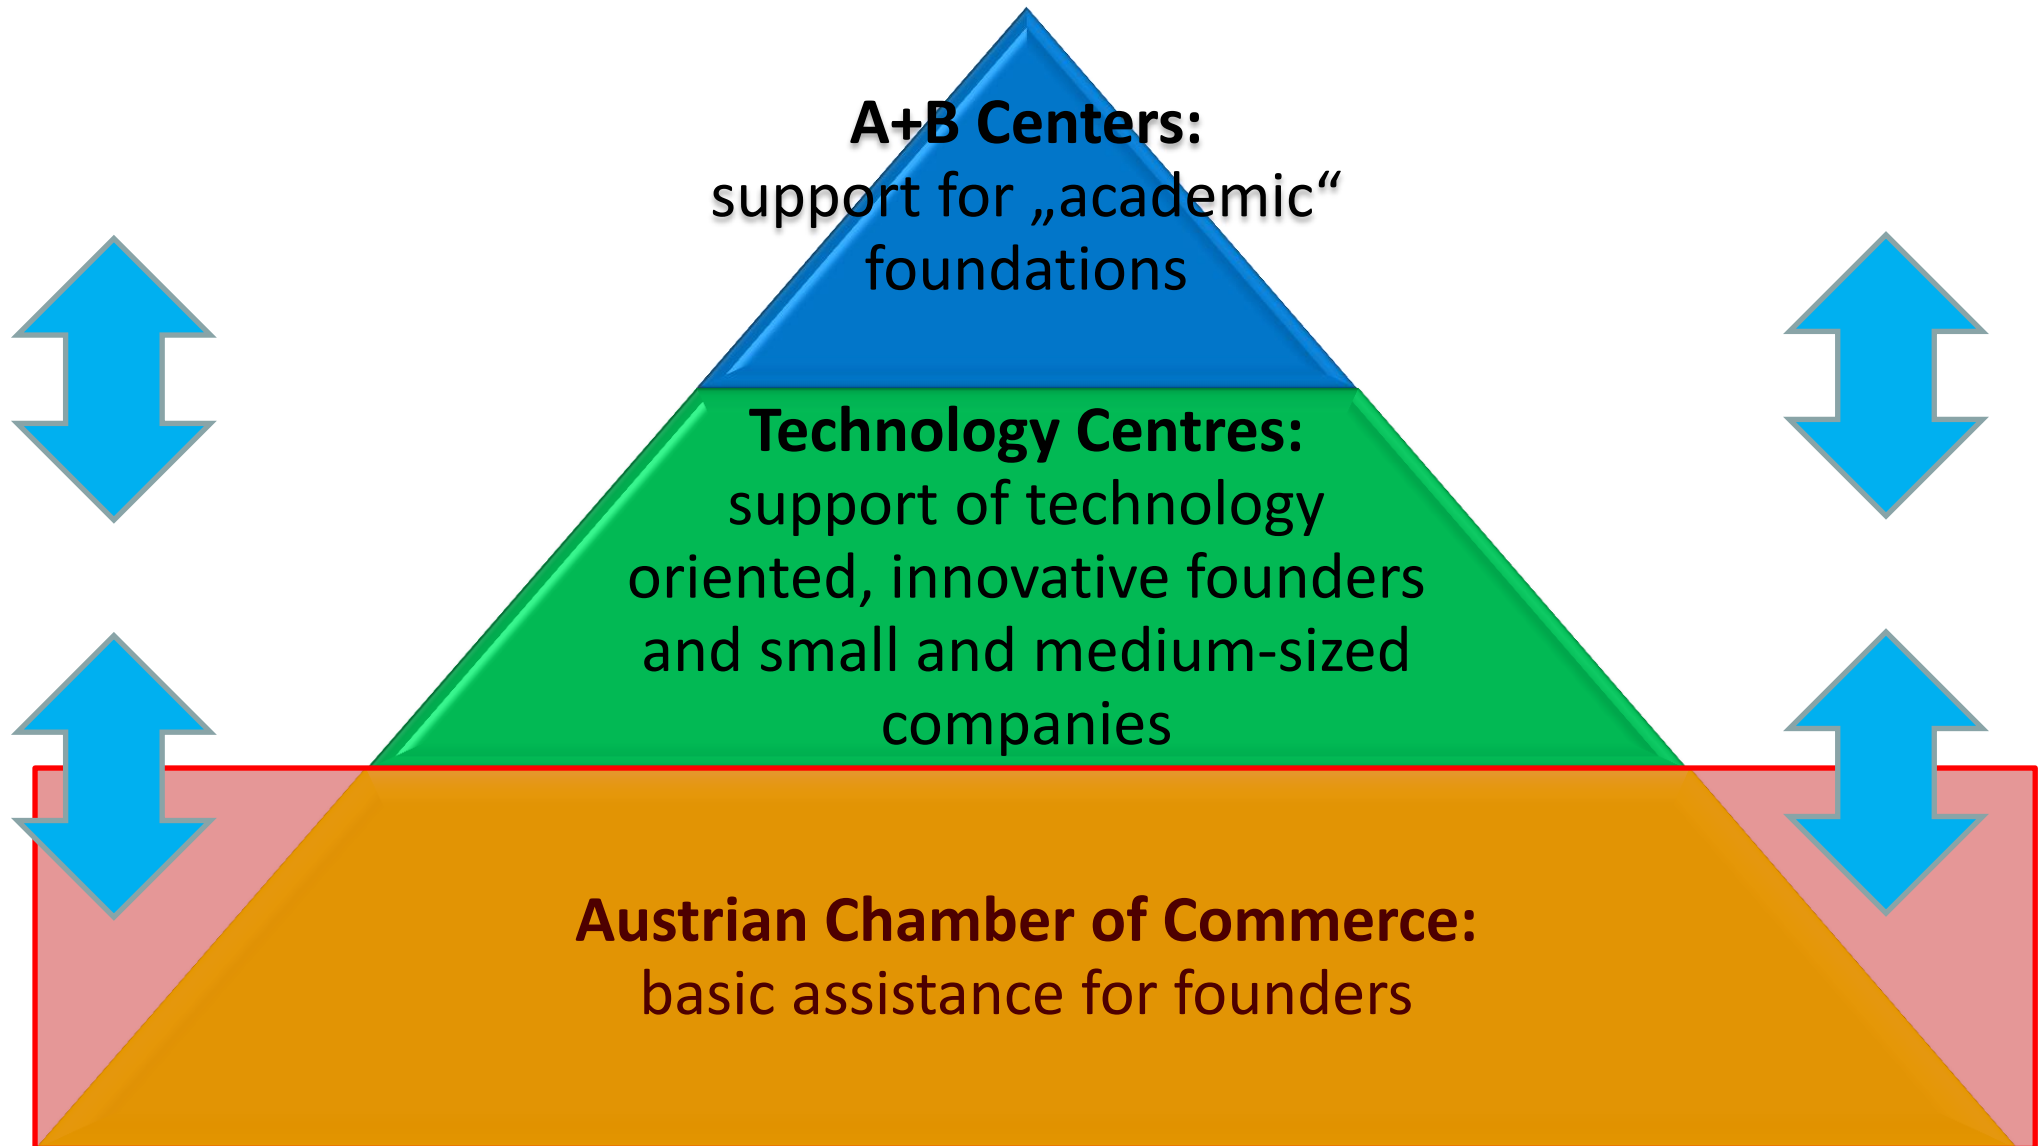 A+B Centers:
support for „academic“
foundations
Technology Centres:
support of technology
oriented, innovative founders
and small and medium-sized
companies
Austrian Chamber of Commerce:
basic assistance for founders